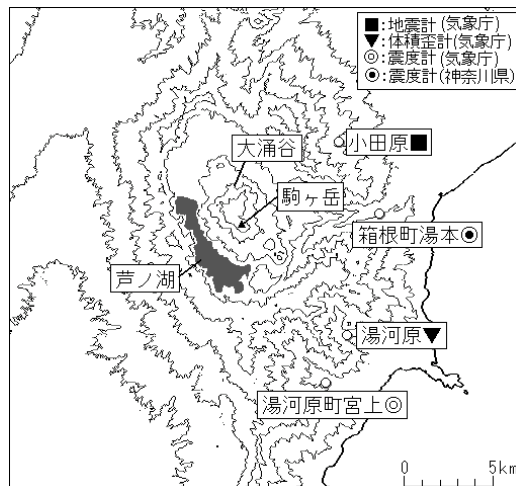 ■:地震計(気象庁)
▼:体積歪計(気象庁)
◎:震度計(気象庁)
◉:震度計(神奈川県)
小田原■
大涌谷
駒ヶ岳
箱根町湯本◉
芦ノ湖
湯河原▼
湯河原町宮上◎
0 5km